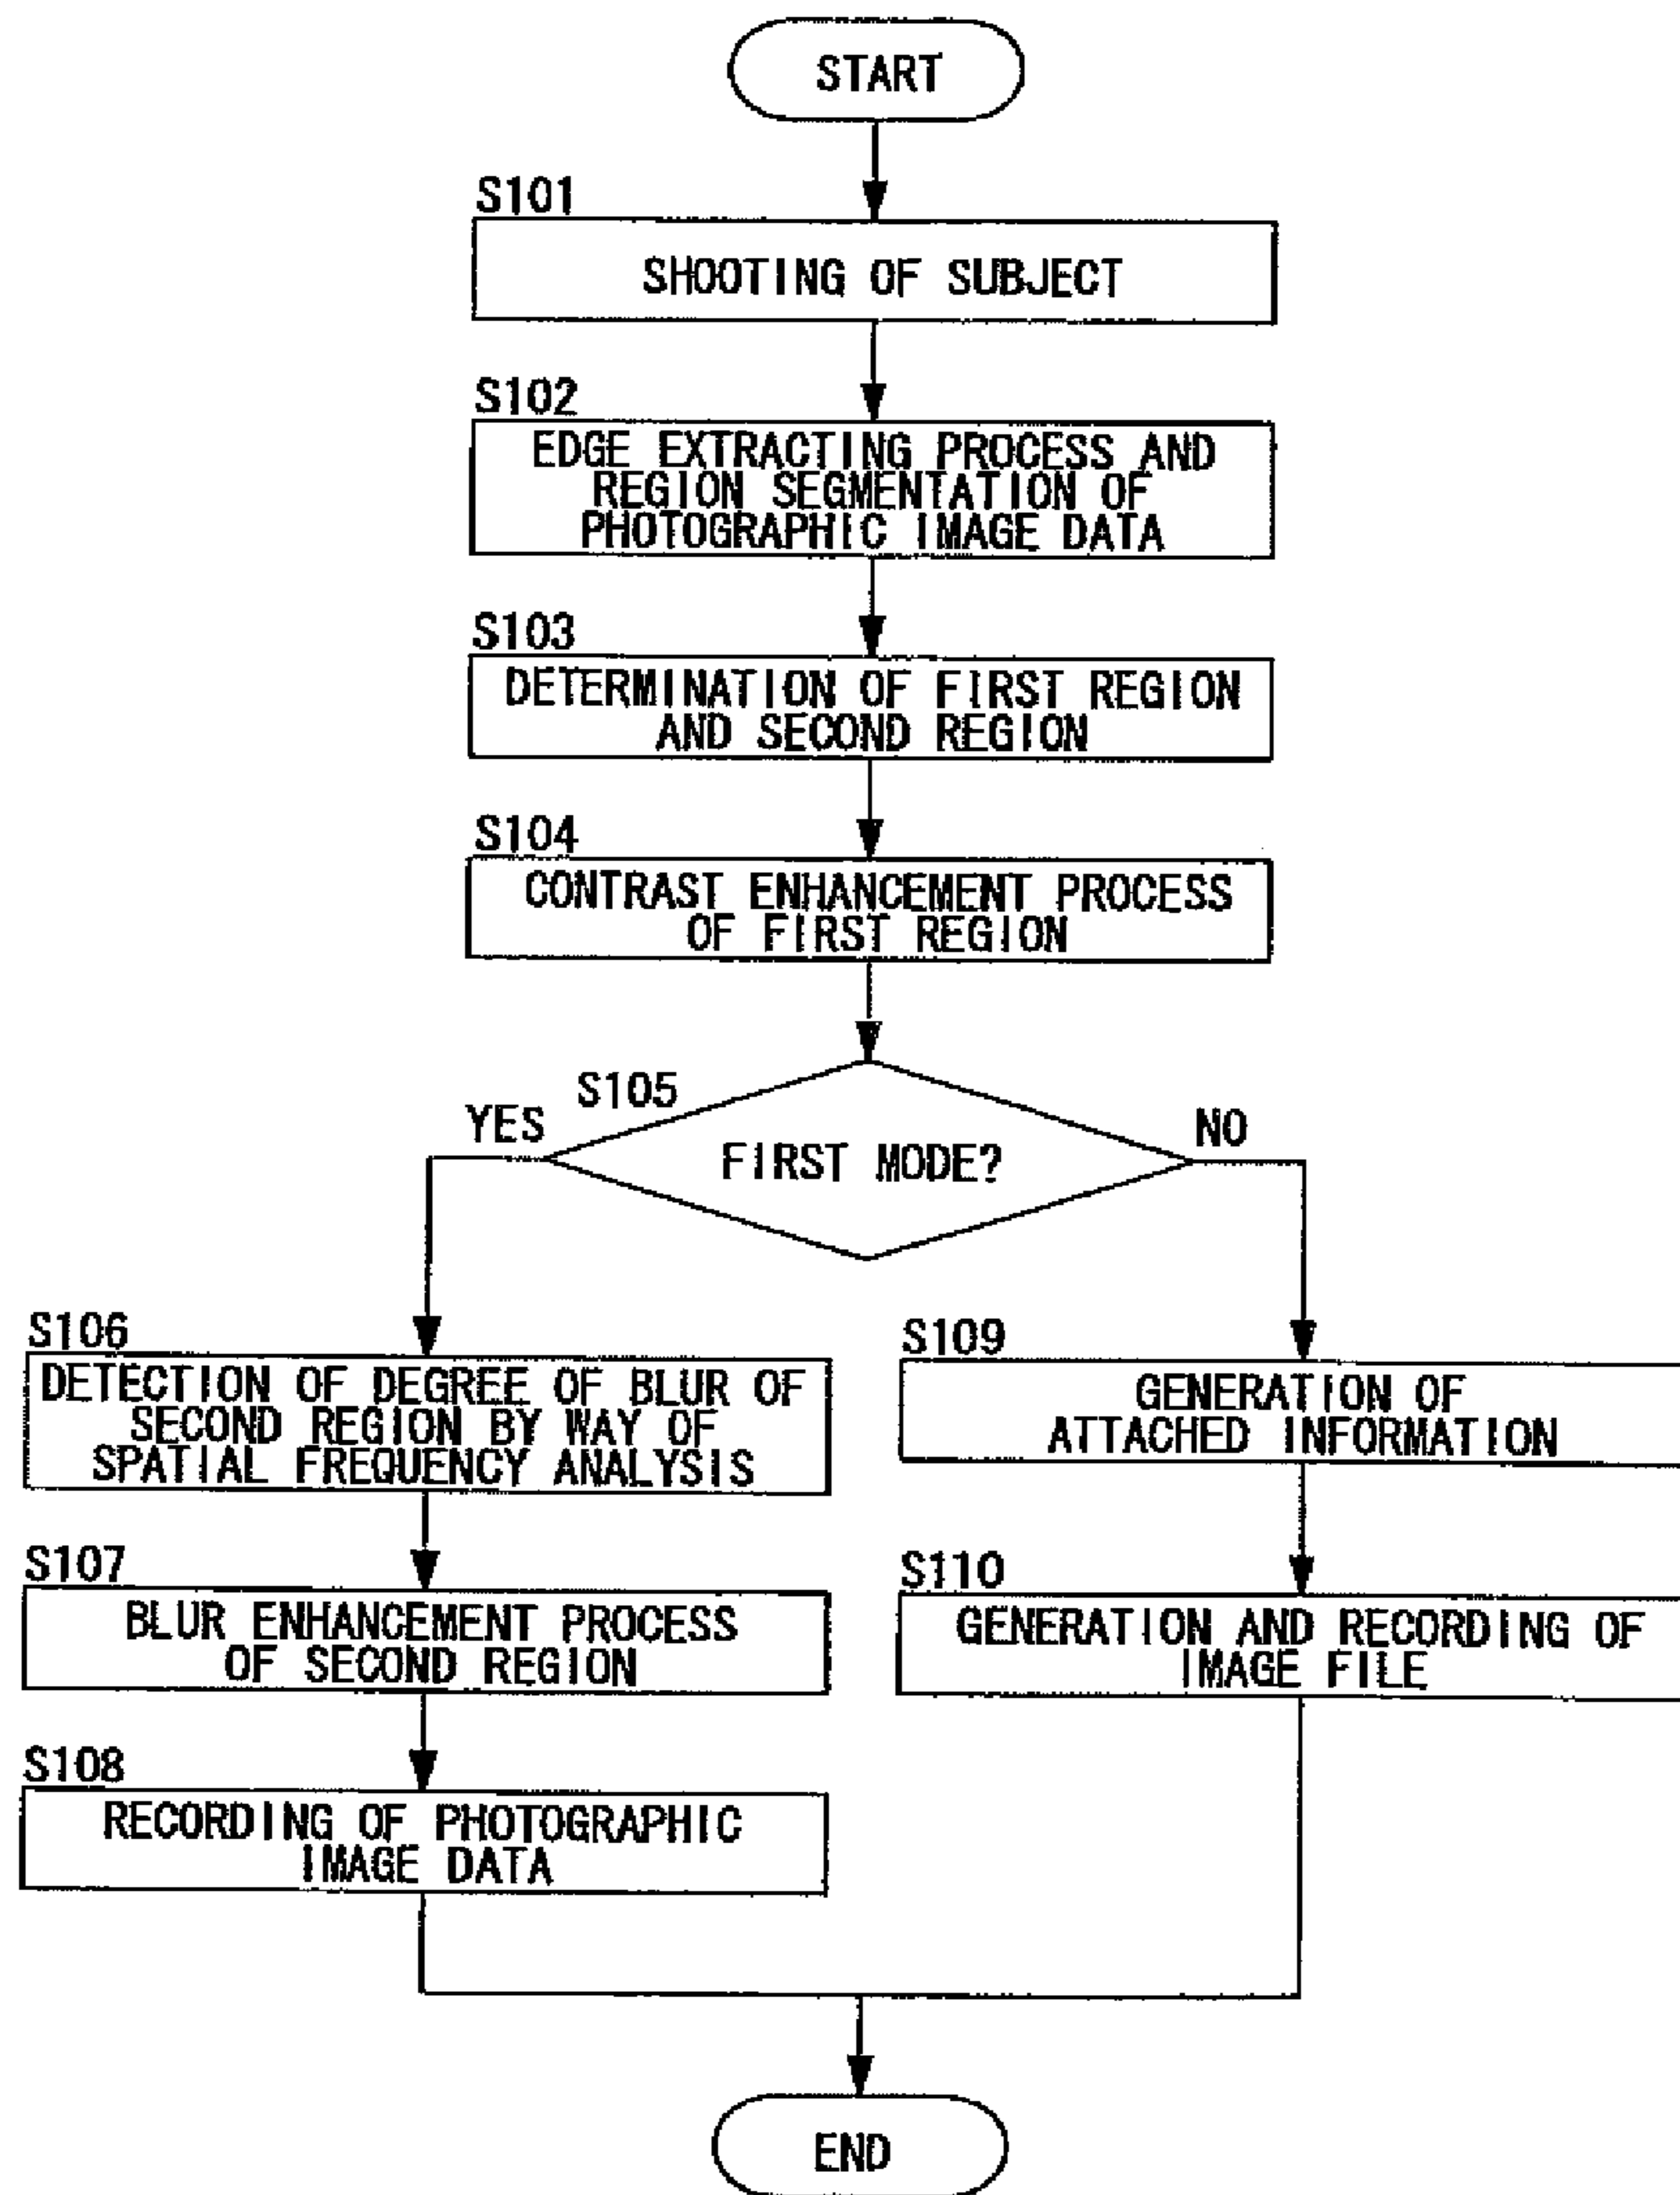 START
S101
SHOOTING OF SUBJECT
S102
EDGE EXTRACTING PROCESS AND
REGION SEGMENTATION OF
PHOTOGRAPHIC IMAGE DATA
S103
DETERMINATION OF FIRST REGION
AND SECOND REGION
S104
CONTRAST ENHANCEMENT PROCESS
OF FIRST REGION
S105
FIRST MODE?
YES
NO
S106
DETECTION OF DEGREE OF BLUR OF
SECOND REGION BY WAY OF
SPATIAL FREQUENCY ANALYSIS
S107
BLUR ENHANCEMENT PROCESS
OF SECOND REGION
S108
RECORDING OF PHOTOGRAPHIC
IMAGE DATA
S109
GENERATION OF
ATTACHED INFORMATION
S110
GENERATION AND RECORDING OF
IMAGE FILE
END